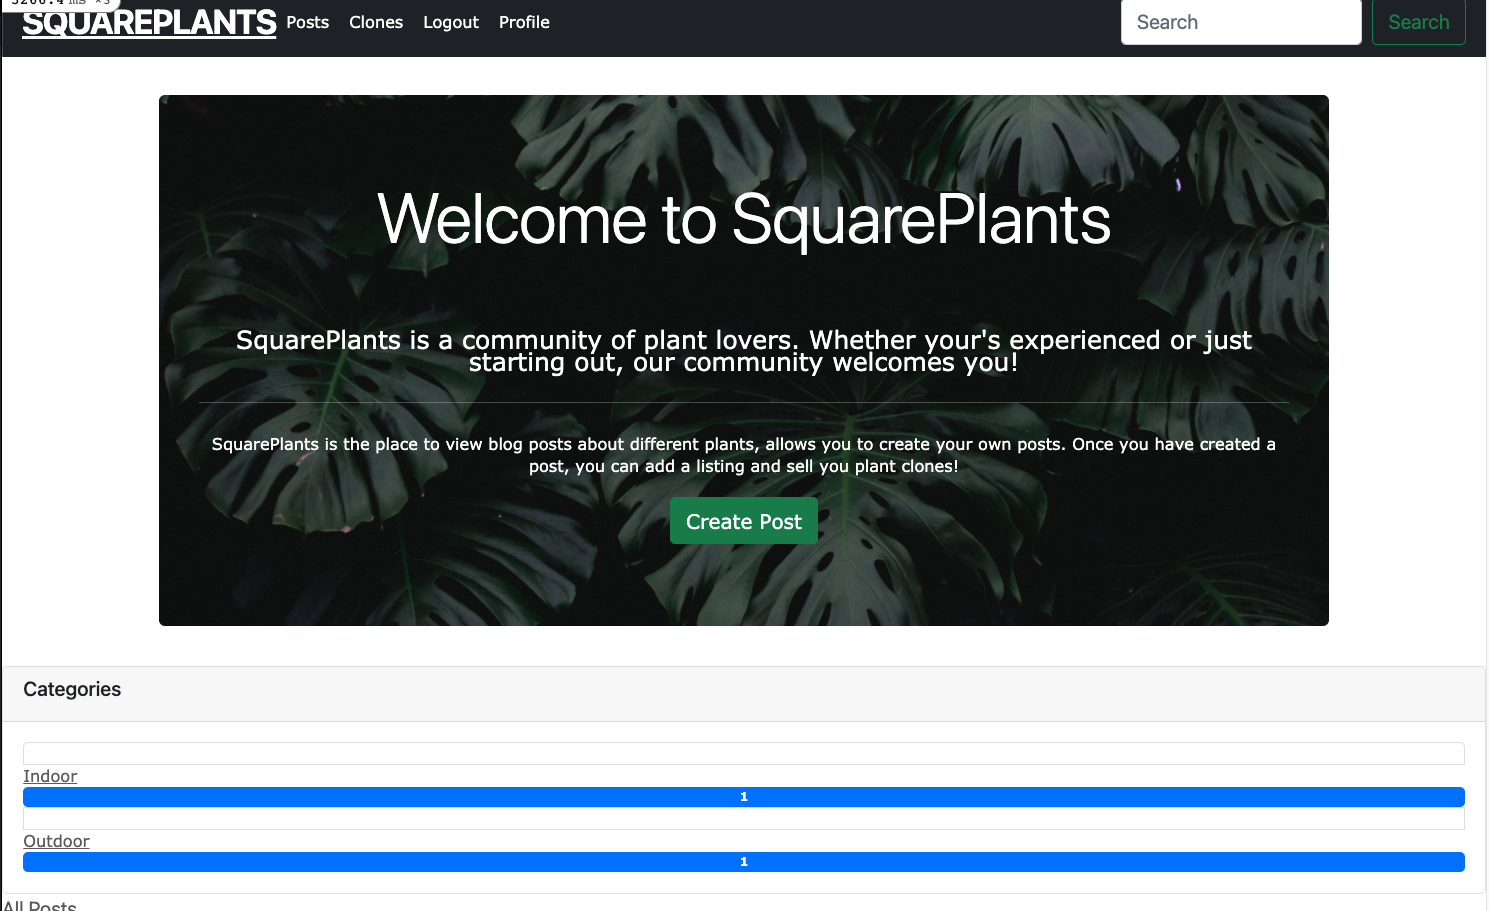 SQUAREPLANTS Posts Clones Logout Profile Search Search
Welcome to SquarePlants
SquarePlants is a community of plant lovers. Whether your's experienced or just
starting out, our community welcomes you!
SquarePlants is the place to view blog posts about different plants, allows you to create your own posts. Once you have created a
post, you can add a listing and sell you plant clones!
Create Post
Categories
Indoor
1
Outdoor
1
All Posts